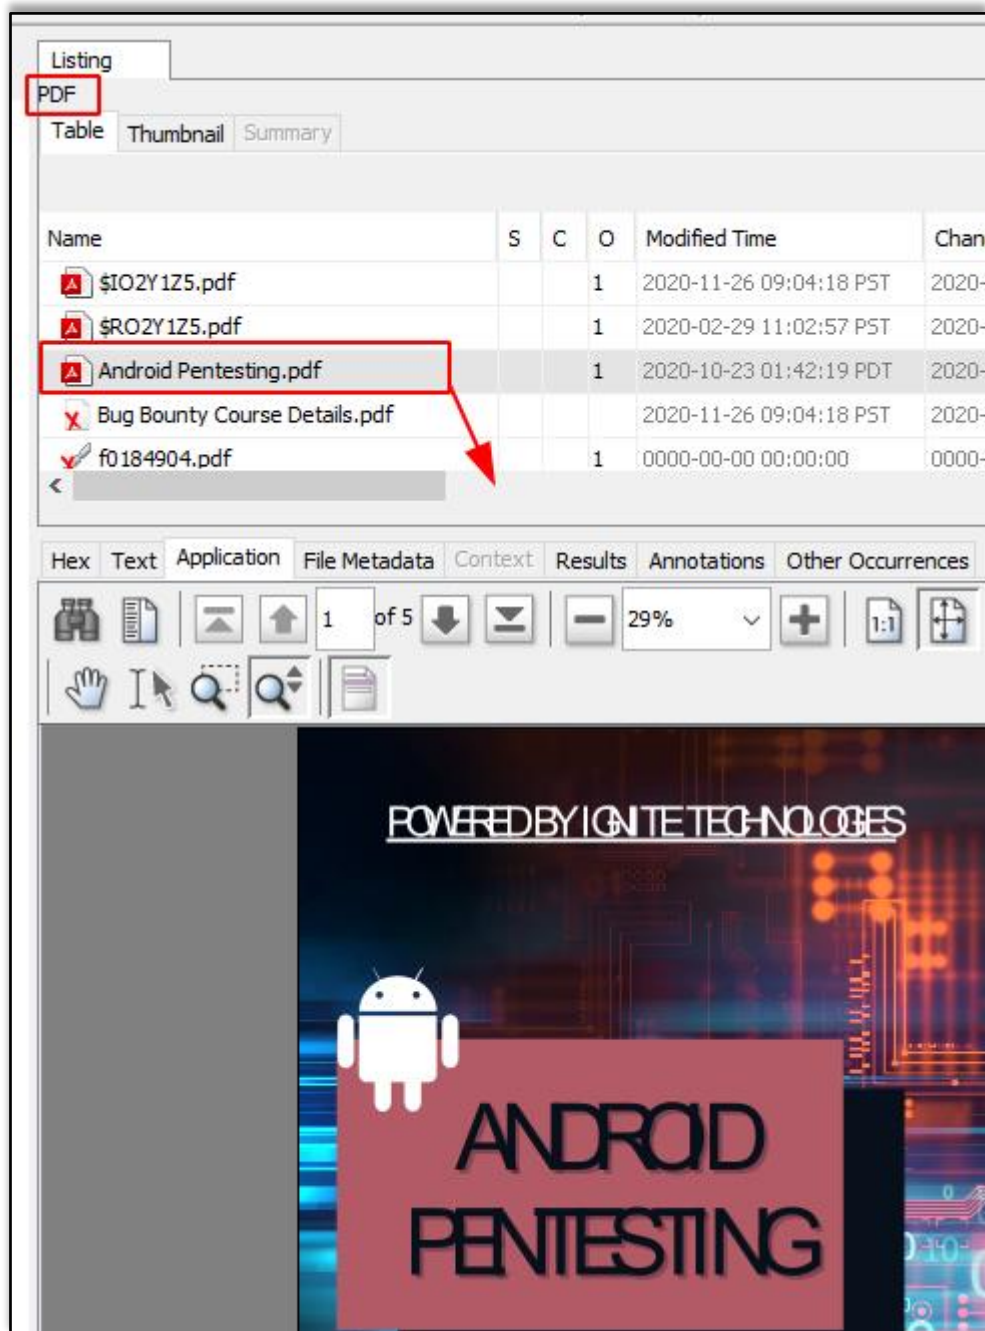 Listing
PDF
Table Thumbnail Summary
Name S C O Modified Time Chan
$IO2Y1Z5.pdf 1 2020-11-26 09:04:18 PST 2020-
$RO2Y1Z5.pdf 1 2020-02-29 11:02:57 PST 2020-
Android Pentesting.pdf 1 2020-10-23 01:42:19 PDT 2020-
Bug Bounty Course Details.pdf 2020-11-26 09:04:18 PST 2020-
f0184904.pdf 1 0000-00-00 00:00:00 0000-
Hex Text Application File Metadata Context Results Annotations Other Occurrences
1 of 5 29% 1:1
POWERED BY IGNITE TECHNOLOGIES
ANDROID
PENTESTING